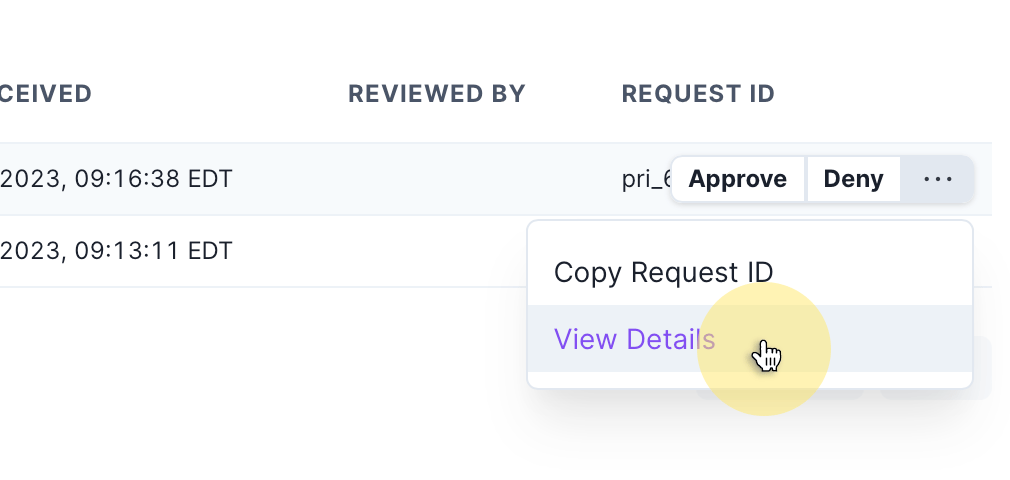 CEIVED REVIEWED BY REQUEST ID
2023, 09:16:38 EDT pri_6 Approve Deny ...
2023, 09:13:11 EDT
Copy Request ID
View Details